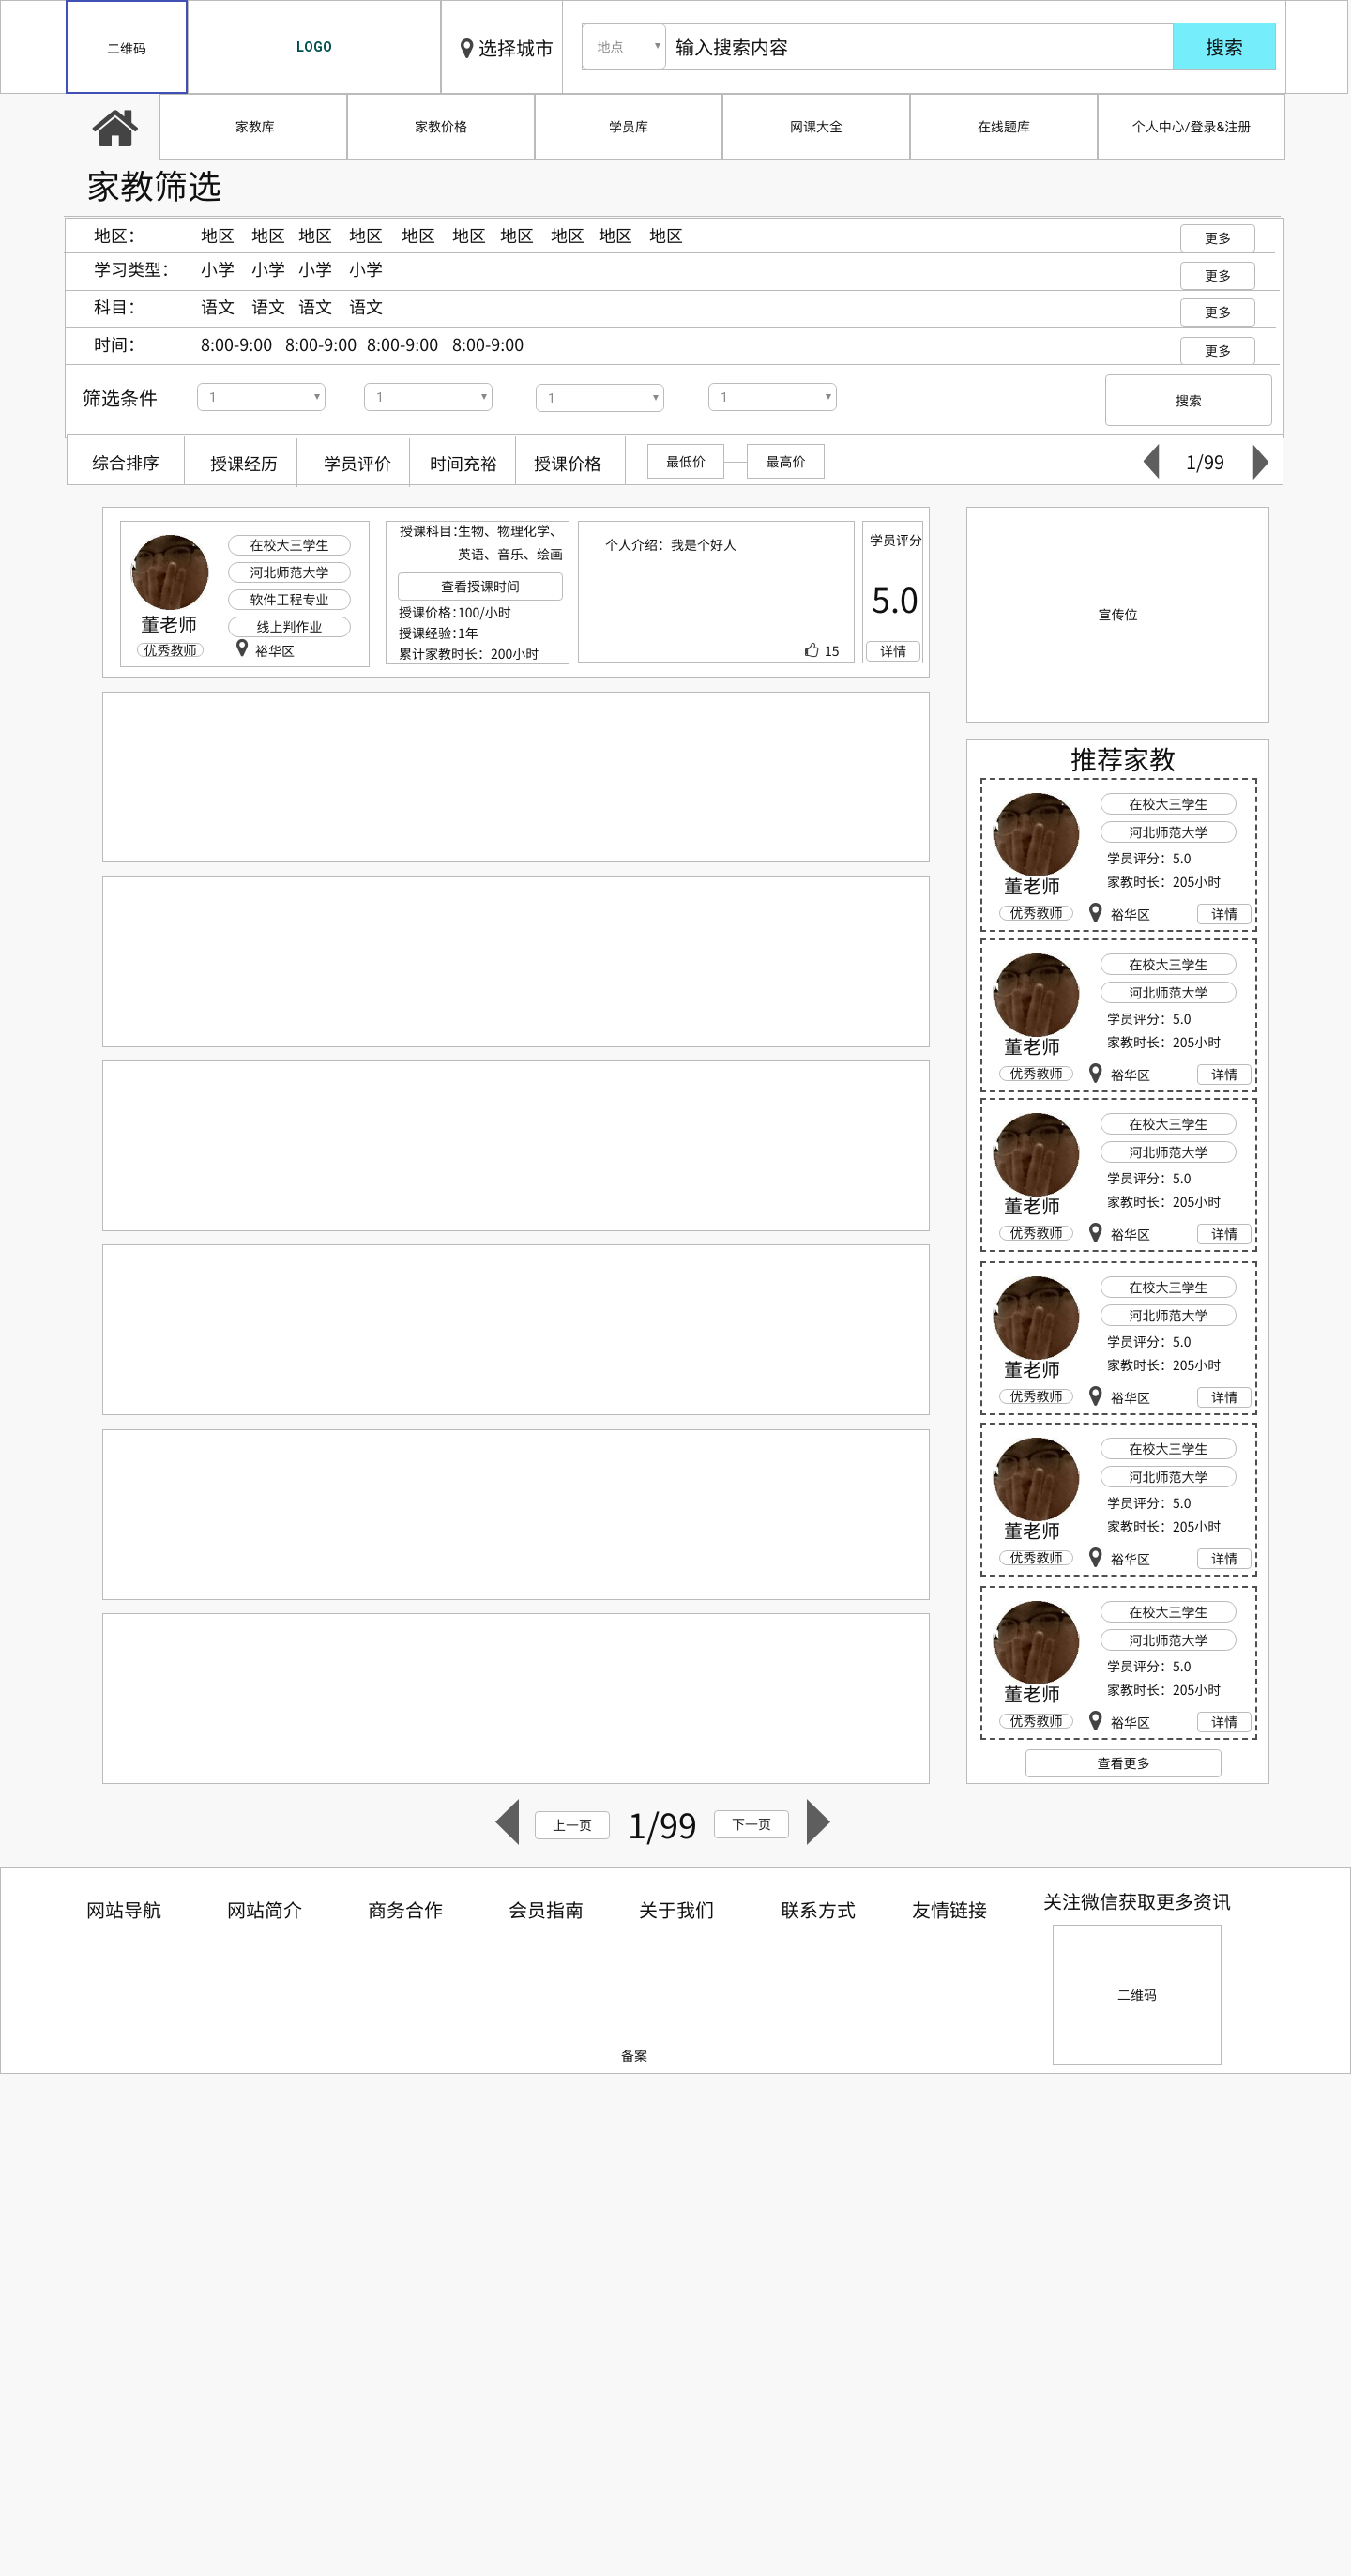 二维码
LOGO
选择城市
地点
输入搜索内容
搜索
家教库
家教价格
学员库
网课大全
在线题库
个人中心/登录&注册
家教筛选
地区： 地区 地区 地区 地区 地区 地区 地区 地区 地区 地区
更多
学习类型： 小学 小学 小学 小学
更多
科目： 语文 语文 语文 语文
更多
时间： 8:00-9:00 8:00-9:00 8:00-9:00 8:00-9:00
更多
筛选条件 1 1 1 1
搜索
综合排序 授课经历 学员评价 时间充裕 授课价格
最低价
最高价
1/99
在校大三学生
河北师范大学
软件工程专业
线上判作业
董老师
优秀教师
裕华区
授课科目：生物、物理化学、
英语、音乐、绘画
查看授课时间
授课价格：100/小时
授课经验：1年
累计家教时长：200小时
个人介绍：我是个好人
15
学员评分
5.0
详情
宣传位
推荐家教
在校大三学生
河北师范大学
学员评分：5.0
家教时长：205小时
董老师
优秀教师
裕华区
详情
在校大三学生
河北师范大学
学员评分：5.0
家教时长：205小时
董老师
优秀教师
裕华区
详情
在校大三学生
河北师范大学
学员评分：5.0
家教时长：205小时
董老师
优秀教师
裕华区
详情
在校大三学生
河北师范大学
学员评分：5.0
家教时长：205小时
董老师
优秀教师
裕华区
详情
在校大三学生
河北师范大学
学员评分：5.0
家教时长：205小时
董老师
优秀教师
裕华区
详情
在校大三学生
河北师范大学
学员评分：5.0
家教时长：205小时
董老师
优秀教师
裕华区
详情
查看更多
上一页
1/99
下一页
网站导航 网站简介 商务合作 会员指南 关于我们 联系方式 友情链接
关注微信获取更多资讯
二维码
备案